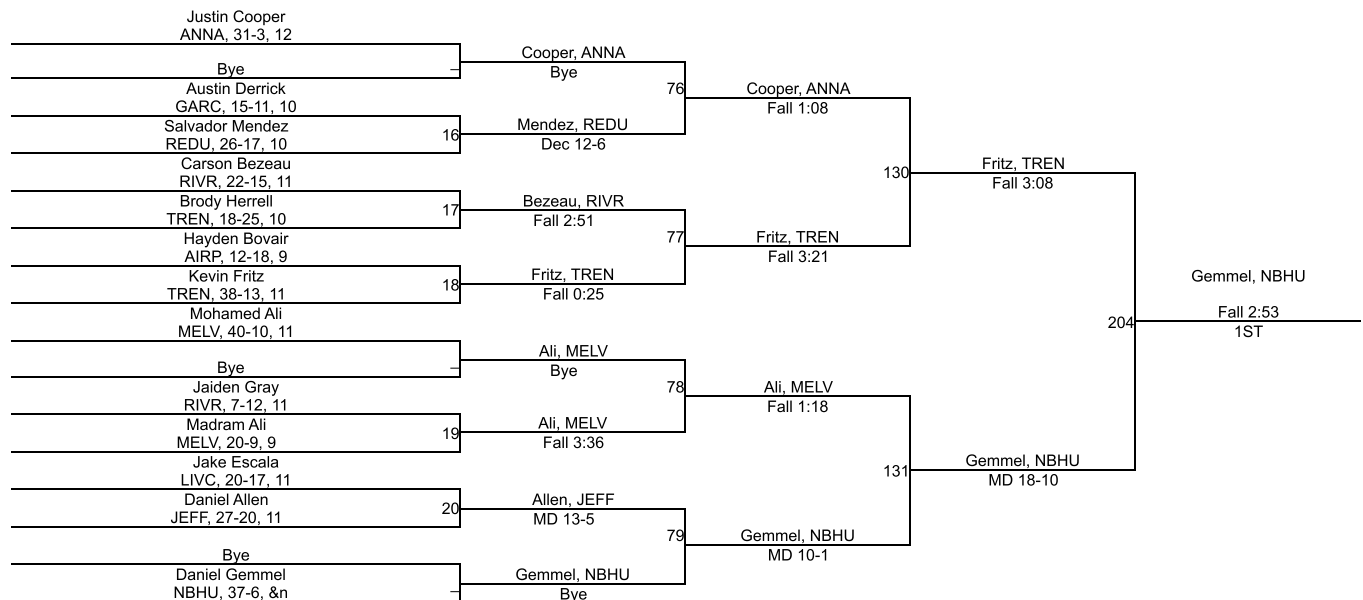 Justin Cooper
ANNA, 31-3, 12
Bye
Austin Derrick
GARC, 15-11, 10
Salvador Mendez
REDU, 26-17, 10
Carson Bezeau
RIVR, 22-15, 11
Brody Herrell
TREN, 18-25, 10
Hayden Bovair
AIRP, 12-18, 9
Kevin Fritz
TREN, 38-13, 11
Mohamed Ali
MELV, 40-10, 11
Bye
Jaiden Gray
RIVR, 7-12, 11
Madram Ali
MELV, 20-9, 9
Jake Escala
LIVC, 20-17, 11
Daniel Allen
JEFF, 27-20, 11
Bye
Daniel Gemmel
NBHU, 37-6, &n
–
16
17
18
–
19
20
–
Cooper, ANNA
Bye
Mendez, REDU
Dec 12-6
Bezeau, RIVR
Fall 2:51
Fritz, TREN
Fall 0:25
Ali, MELV
Bye
Ali, MELV
Fall 3:36
Allen, JEFF
MD 13-5
Gemmel, NBHU
Bye
76
77
78
79
Cooper, ANNA
Fall 1:08
Fritz, TREN
Fall 3:21
Ali, MELV
Fall 1:18
Gemmel, NBHU
MD 10-1
130
131
Fritz, TREN
Fall 3:08
Gemmel, NBHU
MD 18-10
204
Gemmel, NBHU
Fall 2:53
1ST